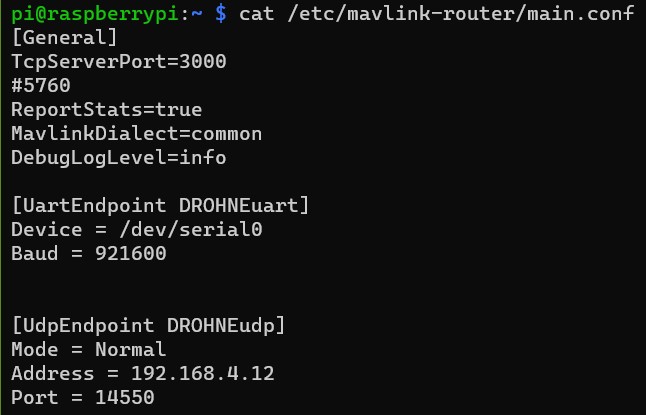 pi@raspberrypi:~ $ cat /etc/mavlink-router/main.conf
[General]
TcpServerPort=3000
#5760
ReportStats=true
MavlinkDialect=common
DebugLogLevel=info
[UartEndpoint DROHNEuart]
Device = /dev/serial0
Baud = 921600
[UdpEndpoint DROHNEudp]
Mode = Normal
Address = 192.168.4.12
Port = 14550